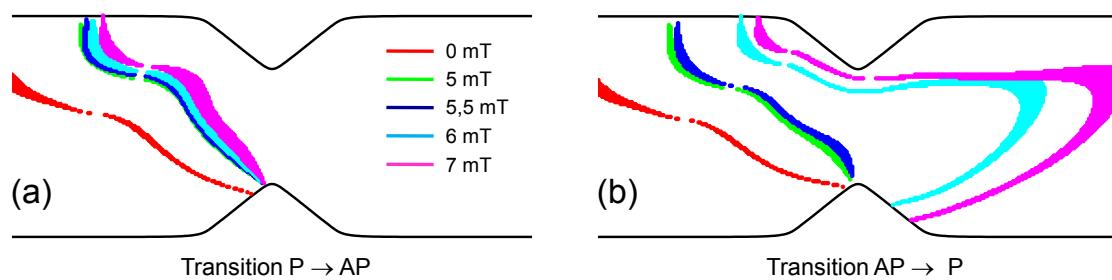 0 mT
5 mT
5,5 mT
6 mT
7 mT
(a)
(b)
Transition P → AP
Transition AP → P